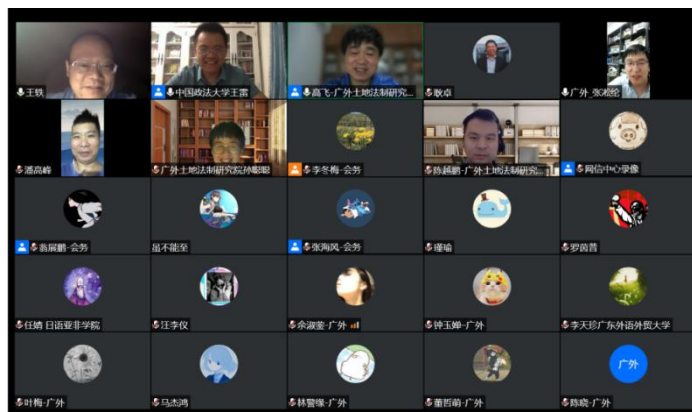 王轶
中国政法大学王雷
高飞-广外土地法制研究...
耿卓
广外_张淞纶
潘高峰
广外土地法制研究院孙聪聪
李冬梅-会务
陈越鹏-广外土地法制研究...
网信中心录像
翁展鹏-会务
虽不能至
张海风-会务
瑾瑜
罗茵普
任婧 日语亚非学院
汪李仪
余淑莹-广外
钟玉婵-广外
李天珍广东外语外贸大学
叶梅-广外
马杰鸿
林警缘-广外
董哲萌-广外
广外
陈晓-广外